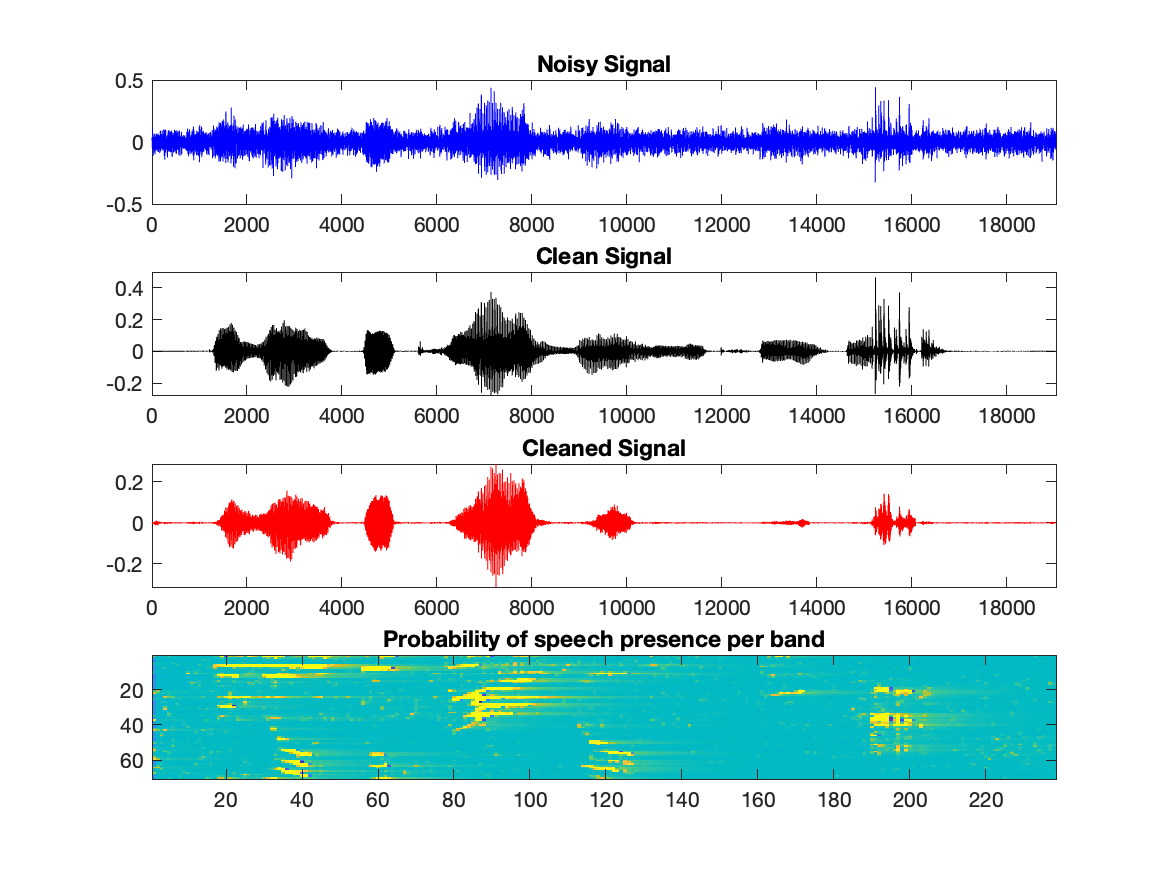 Noisy Signal
0.5
0
-0.5
0 2000 4000 6000 8000 10000 12000 14000 16000 18000
Clean Signal
0.4
0.2
0
-0.2
0 2000 4000 6000 8000 10000 12000 14000 16000 18000
Cleaned Signal
0.2
0
-0.2
0 2000 4000 6000 8000 10000 12000 14000 16000 18000
Probability of speech presence per band
20
40
60
20 40 60 80 100 120 140 160 180 200 220